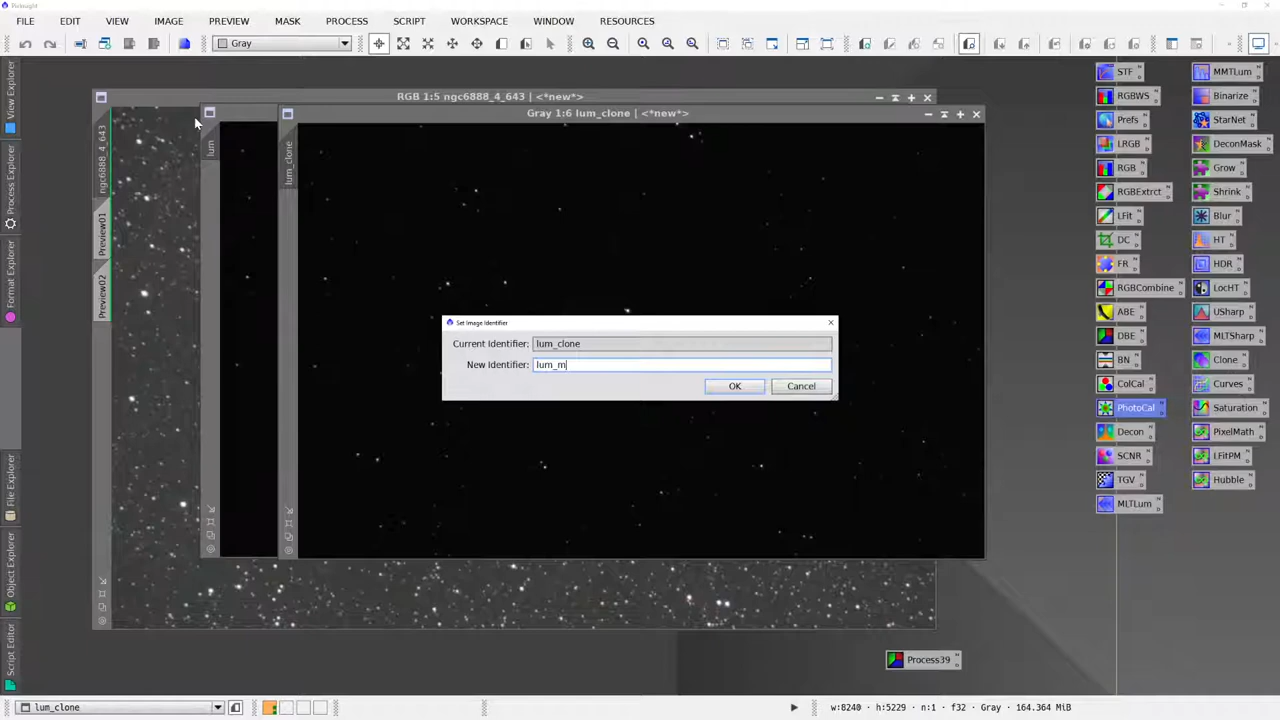 PixInsight
FILE EDIT VIEW IMAGE PREVIEW MASK PROCESS SCRIPT WORKSPACE WINDOW RESOURCES
Gray
View Explorer
Process Explorer
Format Explorer
File Explorer
Object Explorer
Script Editor
RGB 1:5 ngc6888_4_643 | <*new*>
ngc6888_4_643
Preview01
Preview02
lum
Gray 1:6 lum_clone | <*new*>
lum_clone
Set Image Identifier
Current Identifier: lum_clone
New Identifier: lum_m
OK Cancel
STF MMTLum
RGBWS Binarize
Prefs StarNet
LRGB DeconMask
RGB Grow
RGBExtrct Shrink
LFit Blur
DC HT
FR HDR
RGBCombine LocHT
ABE USharp
DBE MLTSharp
BN Clone
ColCal Curves
PhotoCal Saturation
Decon PixelMath
SCNR LFitPM
TGV Hubble
MLTLum
Process39
lum_clone
w:8240 · h:5229 · n:1 · f32 · Gray · 164.364 MiB